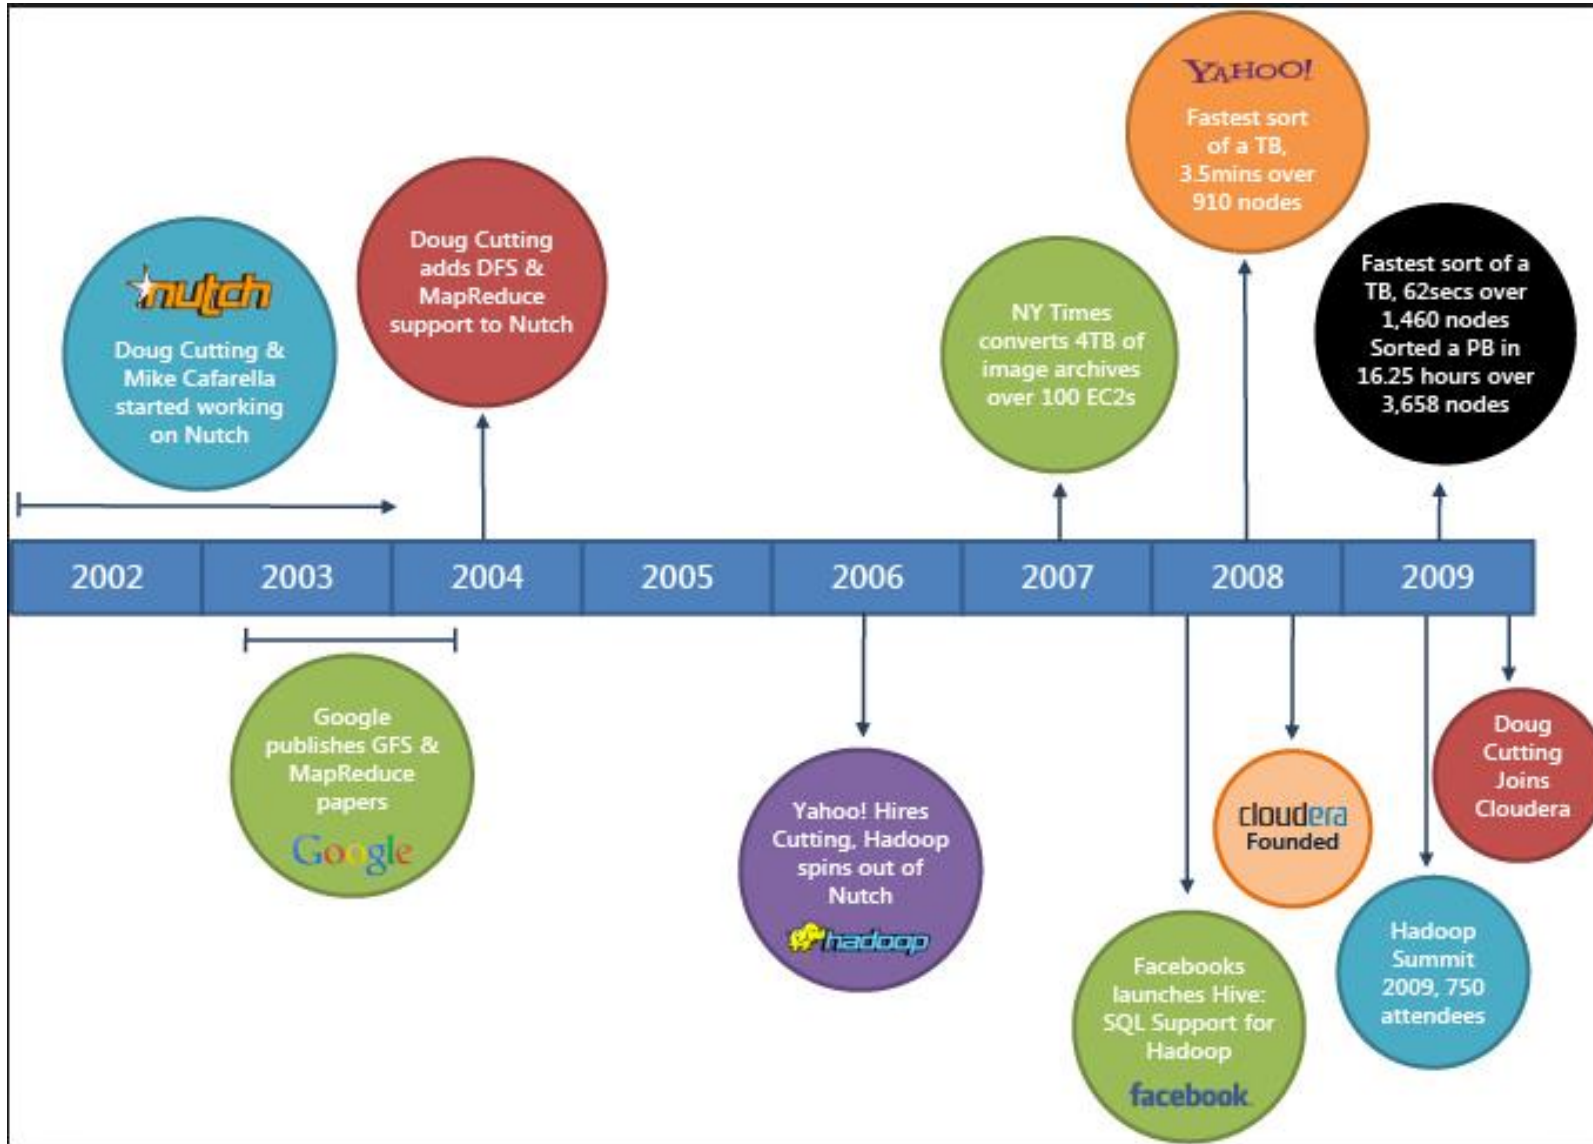 YAHOO!
Fastest sort
of a TB,
3.5mins over
910 nodes
Doug Cutting
adds DFS &
MapReduce
support to Nutch
nutch
Doug Cutting &
Mike Cafarella
started working
on Nutch
NY Times
converts 4TB of
image archives
over 100 EC2s
Fastest sort of a
TB, 62secs over
1,460 nodes
Sorted a PB in
16.25 hours over
3,658 nodes
2002 2003 2004 2005 2006 2007 2008 2009
Google
publishes GFS &
MapReduce
papers
Google
Yahoo! Hires
Cutting, Hadoop
spins out of
Nutch
hadoop
Facebooks
launches Hive:
SQL Support for
Hadoop
facebook
cloudera
Founded
Hadoop
Summit
2009, 750
attendees
Doug
Cutting
Joins
Cloudera